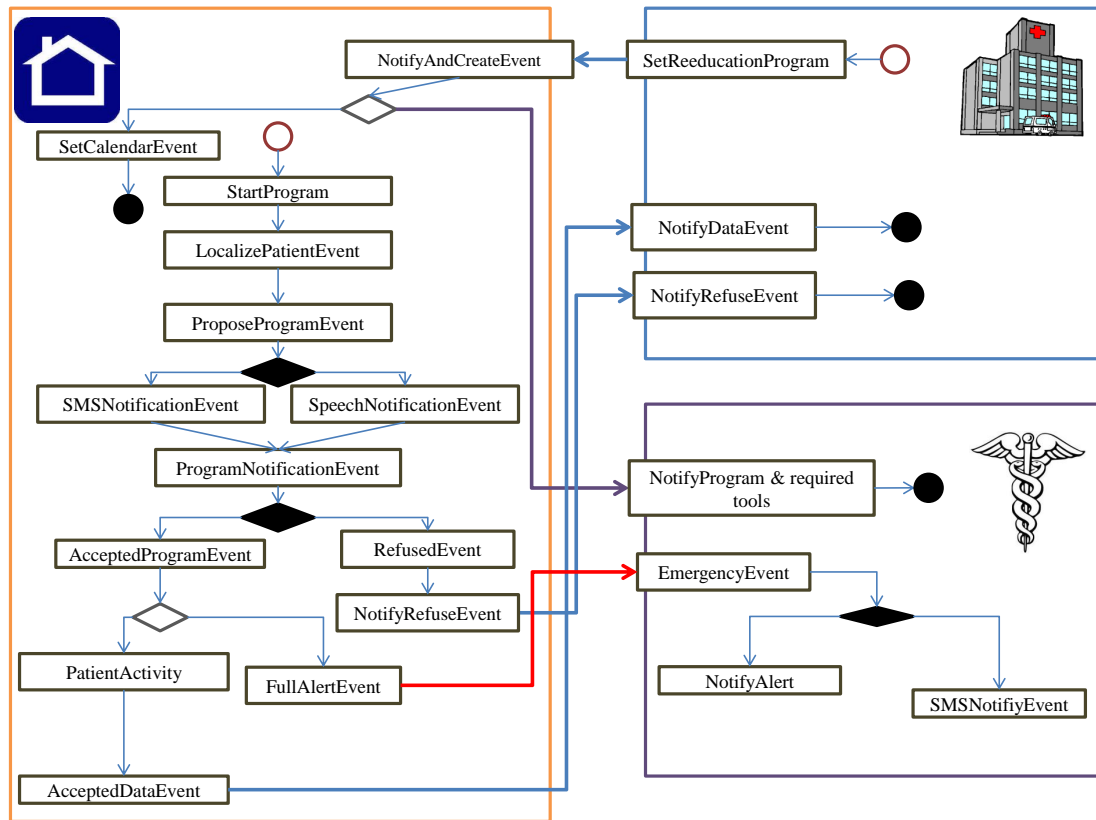 NotifyAndCreateEvent
SetReeducationProgram
SetCalendarEvent
StartProgram
LocalizePatientEvent
ProposeProgramEvent
SMSNotificationEvent
SpeechNotificationEvent
ProgramNotificationEvent
AcceptedProgramEvent
RefusedEvent
NotifyRefuseEvent
PatientActivity
FullAlertEvent
AcceptedDataEvent
NotifyDataEvent
NotifyRefuseEvent
NotifyProgram & required
tools
EmergencyEvent
NotifyAlert
SMSNotifiyEvent